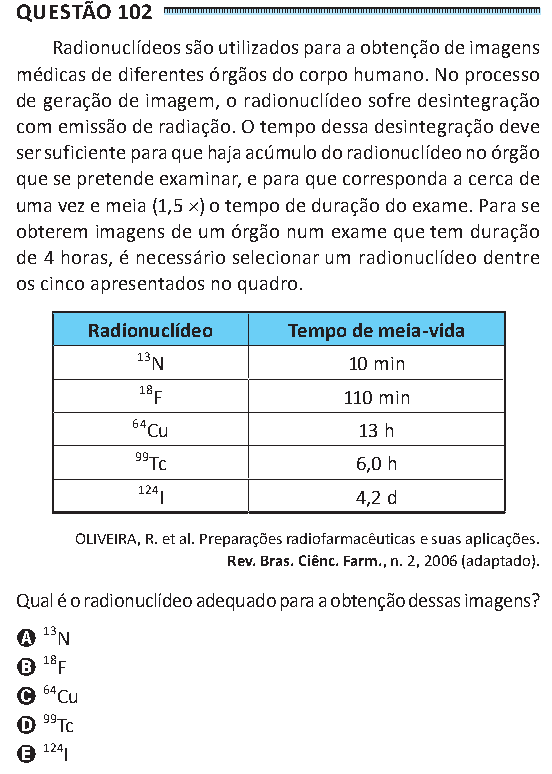 QUESTÃO 102
Radionuclídeos são utilizados para a obtenção de imagens
médicas de diferentes órgãos do corpo humano. No processo
de geração de imagem, o radionuclídeo sofre desintegração
com emissão de radiação. O tempo dessa desintegração deve
ser suficiente para que haja acúmulo do radionuclídeo no órgão
que se pretende examinar, e para que corresponda a cerca de
uma vez e meia (1,5 ×) o tempo de duração do exame. Para se
obterem imagens de um órgão num exame que tem duração
de 4 horas, é necessário selecionar um radionuclídeo dentre
os cinco apresentados no quadro.
Radionuclídeo Tempo de meia-vida
¹³N 10 min
¹⁸F 110 min
⁶⁴Cu 13 h
⁹⁹Tc 6,0 h
¹²⁴I 4,2 d
OLIVEIRA, R. et al. Preparações radiofarmacêuticas e suas aplicações.
Rev. Bras. Ciênc. Farm., n. 2, 2006 (adaptado).
Qual é o radionuclídeo adequado para a obtenção dessas imagens?
A ¹³N
B ¹⁸F
C ⁶⁴Cu
D ⁹⁹Tc
E ¹²⁴I